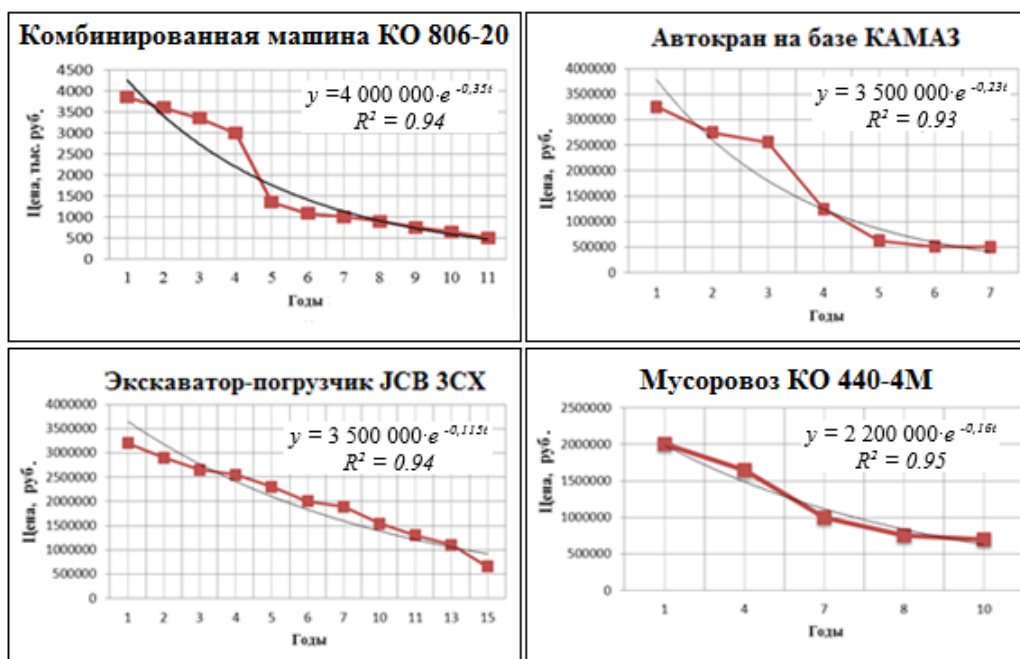 Комбинированная машина КО 806-20
y =4 000 000·e -0,35t
R² = 0.94
Цена, тыс. руб.
4500
4000
3500
3000
2500
2000
1500
1000
500
0
1 2 3 4 5 6 7 8 9 10 11
Годы
Автокран на базе КАМАЗ
y = 3 500 000·e -0,23t
R² = 0.93
Цена, руб.
4000000
3500000
3000000
2500000
2000000
1500000
1000000
500000
0
1 2 3 4 5 6 7
Годы
Экскаватор-погрузчик JCB 3CX
y = 3 500 000·e -0,115t
R² = 0.94
Цена, руб.
4000000
3500000
3000000
2500000
2000000
1500000
1000000
500000
0
1 2 3 4 5 6 7 10 11 13 15
Годы
Мусоровоз КО 440-4М
y = 2 200 000·e -0,16t
R² = 0.95
Цена, руб.
2500000
2000000
1500000
1000000
500000
0
1 4 7 8 10
Годы